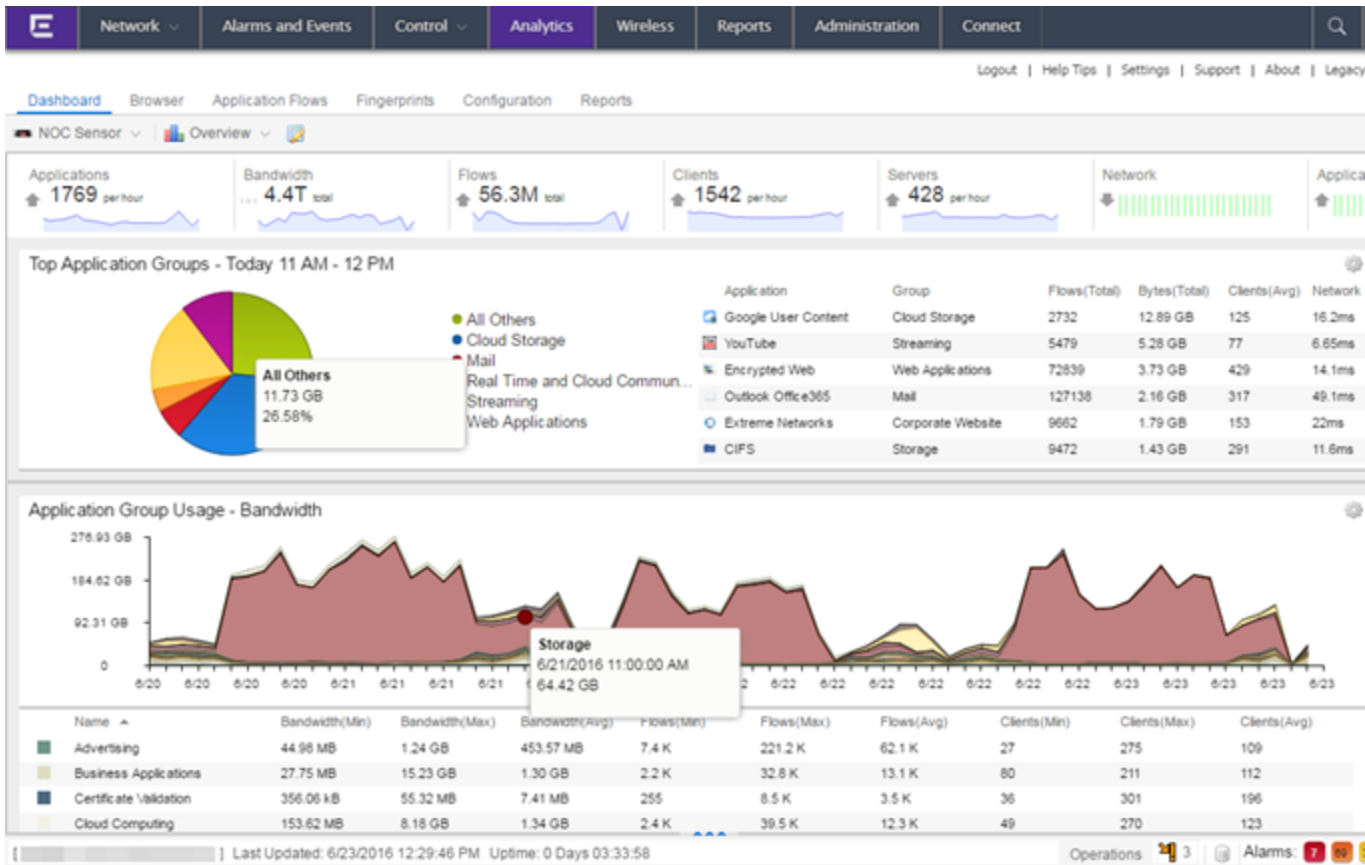 E Network Alarms and Events Control Analytics Wireless Reports Administration Connect
Logout | Help Tips | Settings | Support | About | Legacy
Dashboard Browser Application Flows Fingerprints Configuration Reports
NOC Sensor Overview
Applications Bandwidth Flows Clients Servers Network Applica
1769 per hour 4.4T total 56.3M total 1542 per hour 428 per hour
Top Application Groups - Today 11 AM - 12 PM
All Others
Cloud Storage
Mail
Real Time and Cloud Commun...
Streaming
Web Applications
All Others
11.73 GB
26.58%
Application Group Flows(Total) Bytes(Total) Clients(Avg) Network
Google User Content Cloud Storage 2732 12.89 GB 125 16.2ms
YouTube Streaming 5479 5.28 GB 77 6.65ms
Encrypted Web Web Applications 72839 3.73 GB 429 14.1ms
Outlook Office365 Mail 127138 2.16 GB 317 49.1ms
Extreme Networks Corporate Website 9662 1.79 GB 153 22ms
CIFS Storage 9472 1.43 GB 291 11.6ms
Application Group Usage - Bandwidth
276.93 GB
184.62 GB
92.31 GB
0
Storage
6/21/2016 11:00:00 AM
64.42 GB
6/20 6/20 6/20 6/20 6/21 6/21 6/21 6/21 2 6/22 6/22 6/22 6/22 6/22 6/22 6/22 6/23 6/23 6/23 6/23 6/23
Name Bandwidth(Min) Bandwidth(Max) Bandwidth(Avg) Flows(Min) Flows(Max) Flows(Avg) Clients(Min) Clients(Max) Clients(Avg)
Advertising 44.98 MB 1.24 GB 453.57 MB 7.4 K 221.2 K 62.1 K 27 275 109
Business Applications 27.75 MB 15.23 GB 1.30 GB 2.2 K 32.8 K 13.1 K 80 211 112
Certificate Validation 356.06 kB 55.32 MB 7.41 MB 255 8.5 K 3.5 K 36 301 196
Cloud Computing 153.62 MB 8.18 GB 1.34 GB 2.4 K 39.5 K 12.3 K 49 270 123
[ ] Last Updated: 6/23/2016 12:29:46 PM Uptime: 0 Days 03:33:58 Operations 3 Alarms: 7 69